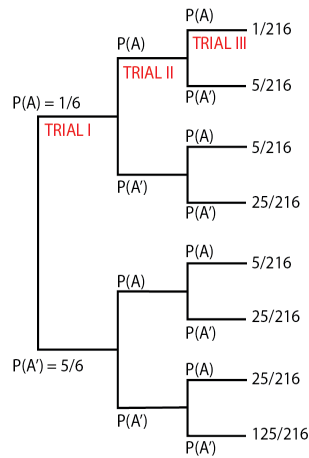 P(A)
1/216
TRIAL III
P(A)
TRIAL II
5/216
P(A')
P(A) = 1/6
TRIAL I
P(A)
5/216
P(A')
25/216
P(A')
P(A)
5/216
P(A)
25/216
P(A')
P(A') = 5/6
P(A)
25/216
P(A')
125/216
P(A')